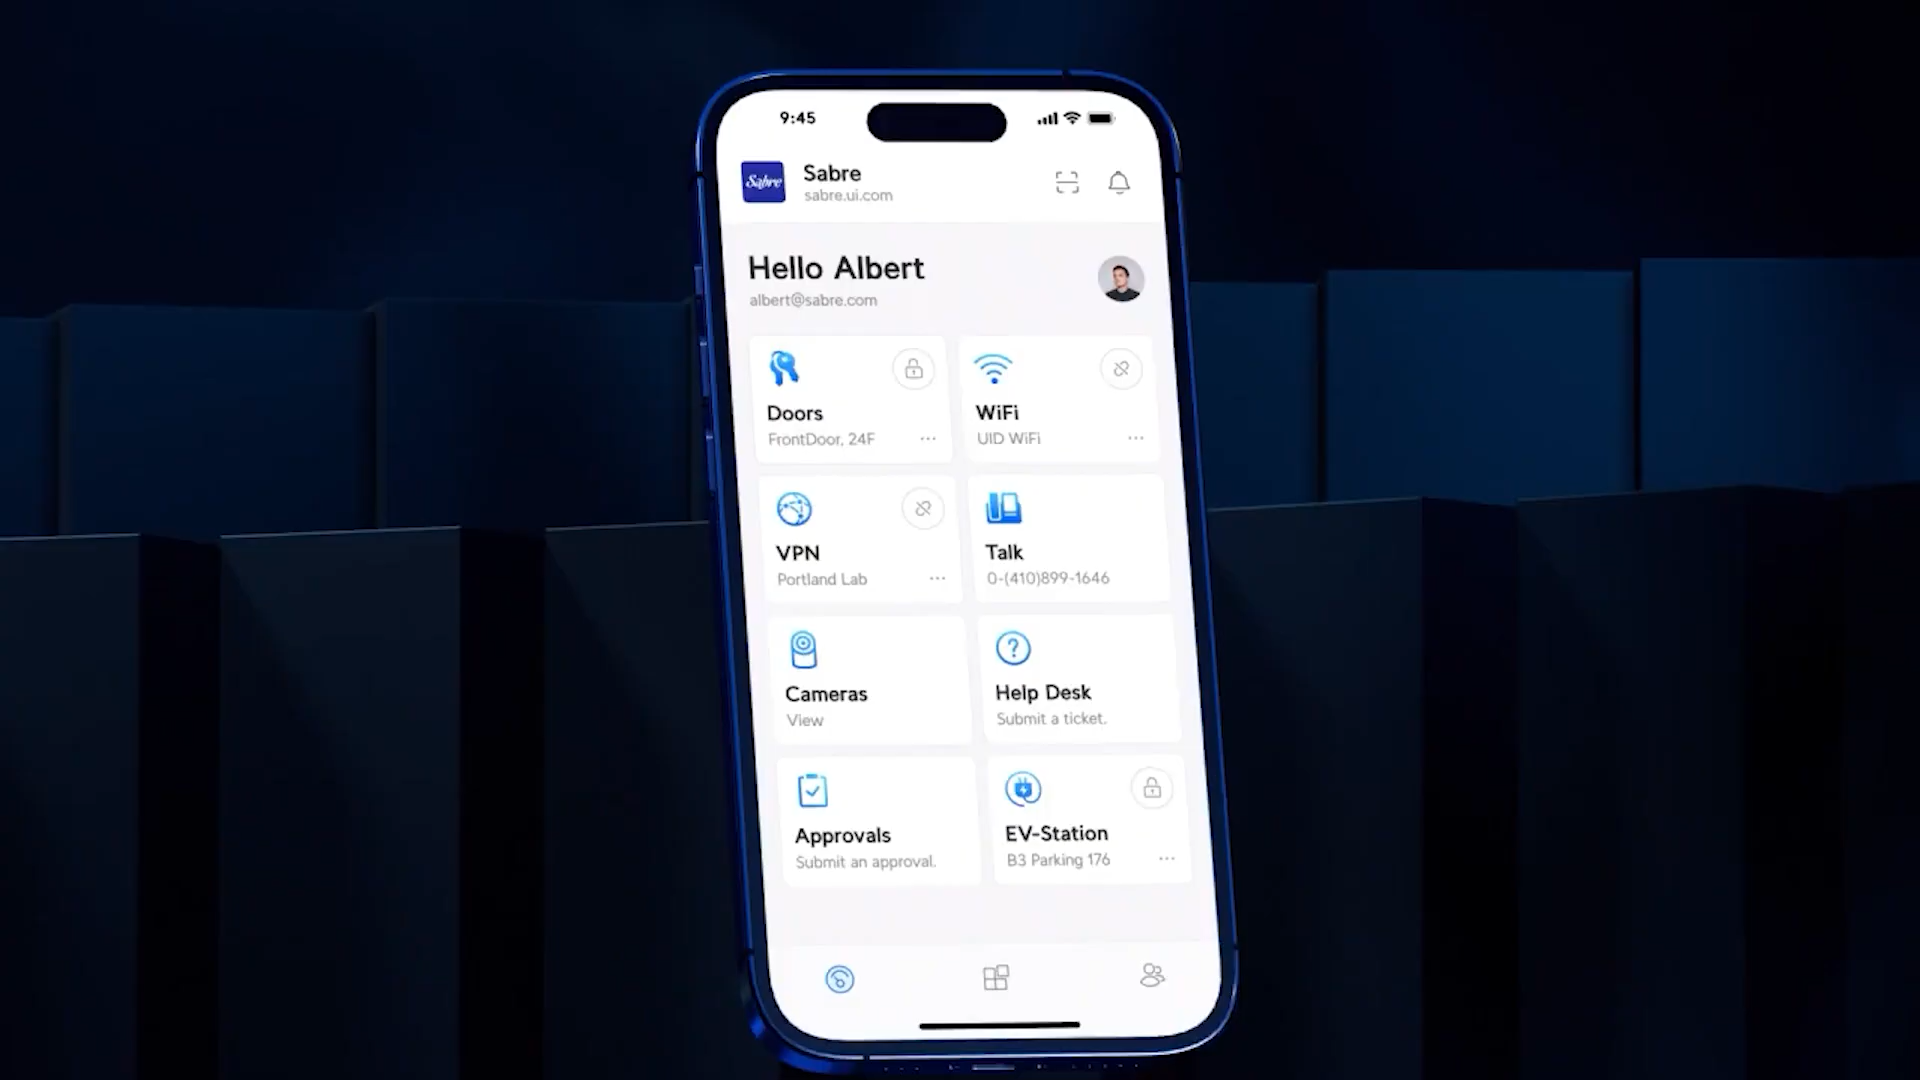 9:45
Sabre
Sabre
sabre.ui.com
Hello Albert
albert@sabre.com
Doors
FrontDoor, 24F
WiFi
UID WiFi
VPN
Portland Lab
Talk
0-(410)899-1646
Cameras
View
Help Desk
Submit a ticket.
Approvals
Submit an approval.
EV-Station
B3 Parking 176